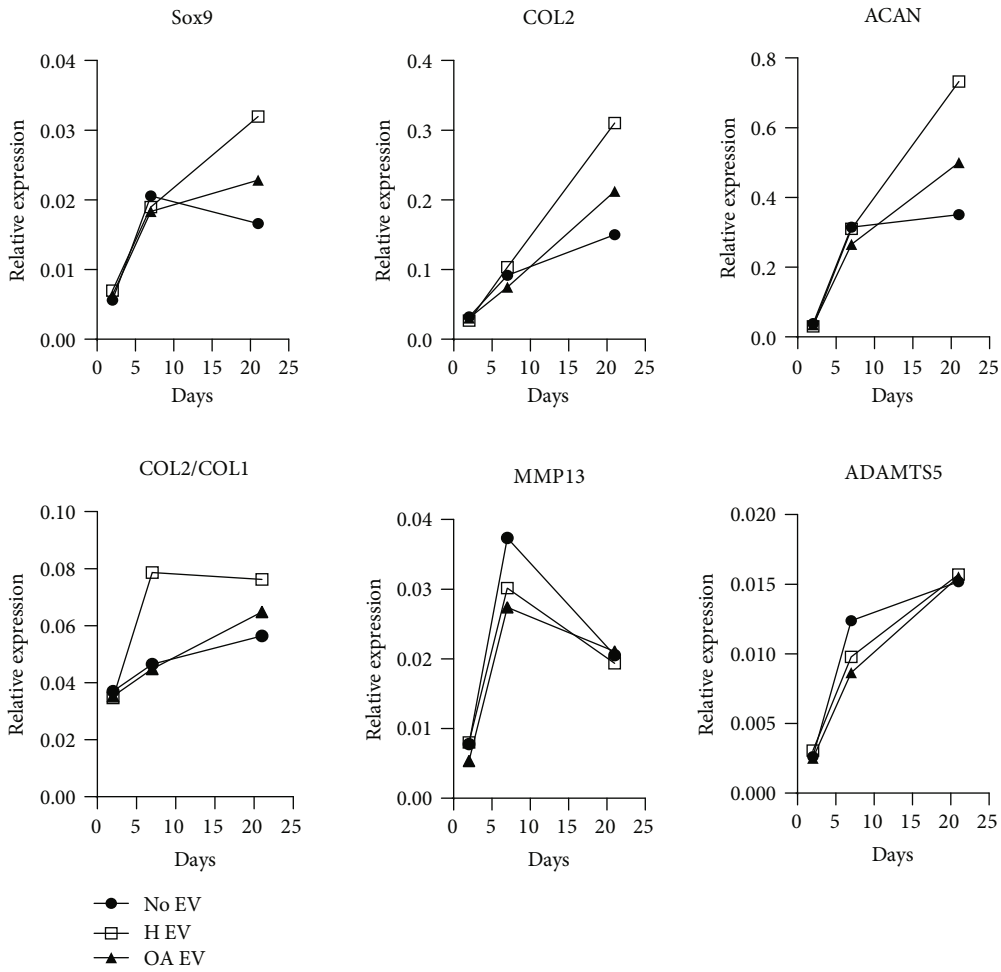 Sox9
0.04
0.03
0.02
0.01
0.00
Relative expression
0 5 10 15 20 25
Days
COL2
0.4
0.3
0.2
0.1
0.0
Relative expression
0 5 10 15 20 25
Days
ACAN
0.8
0.6
0.4
0.2
0.0
Relative expression
0 5 10 15 20 25
Days
COL2/COL1
0.10
0.08
0.06
0.04
0.02
0.00
Relative expression
0 5 10 15 20 25
Days
MMP13
0.04
0.03
0.02
0.01
0.00
Relative expression
0 5 10 15 20 25
Days
ADAMTS5
0.020
0.015
0.010
0.005
0.000
Relative expression
0 5 10 15 20 25
Days
No EV
H EV
OA EV